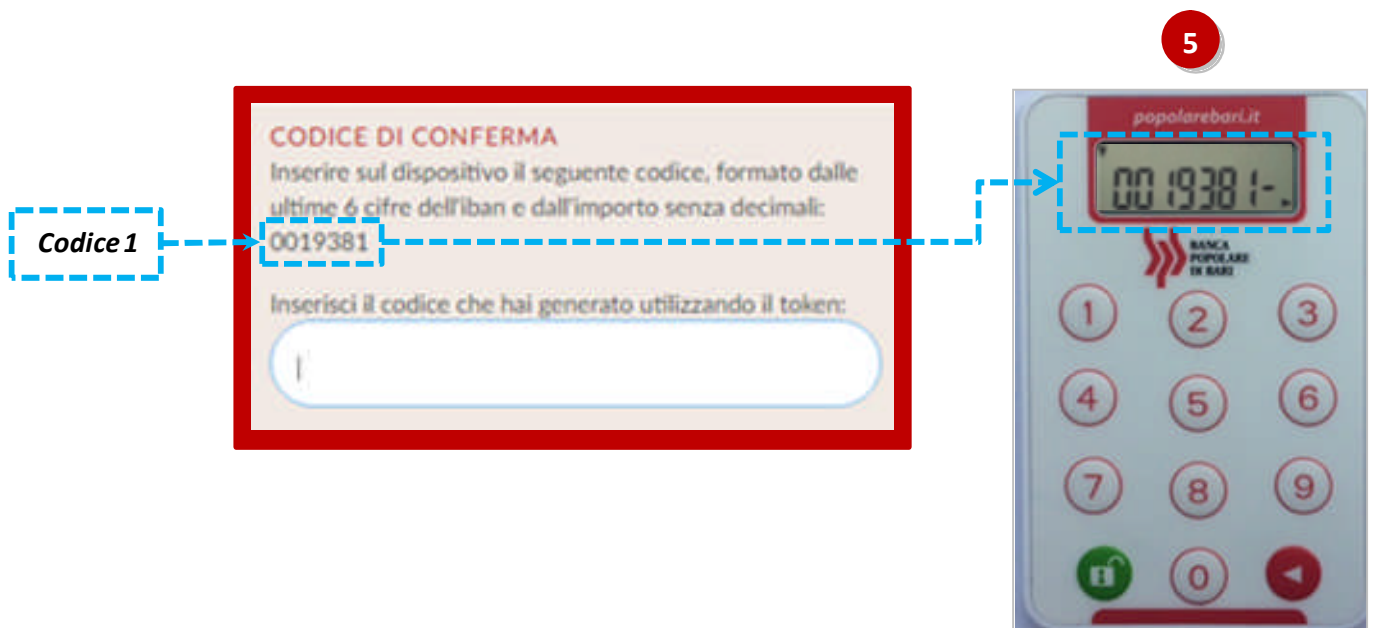 5
CODICE DI CONFERMA
Inserire sul dispositivo il seguente codice, formato dalle
ultime 6 cifre dell'iban e dall'importo senza decimali:
Codice 1
0019381
Inserisci il codice che hai generato utilizzando il token:
popolarebari.it
0019381-
BANCA
POPOLARE
DI BARI
1 2 3
4 5 6
7 8 9
0